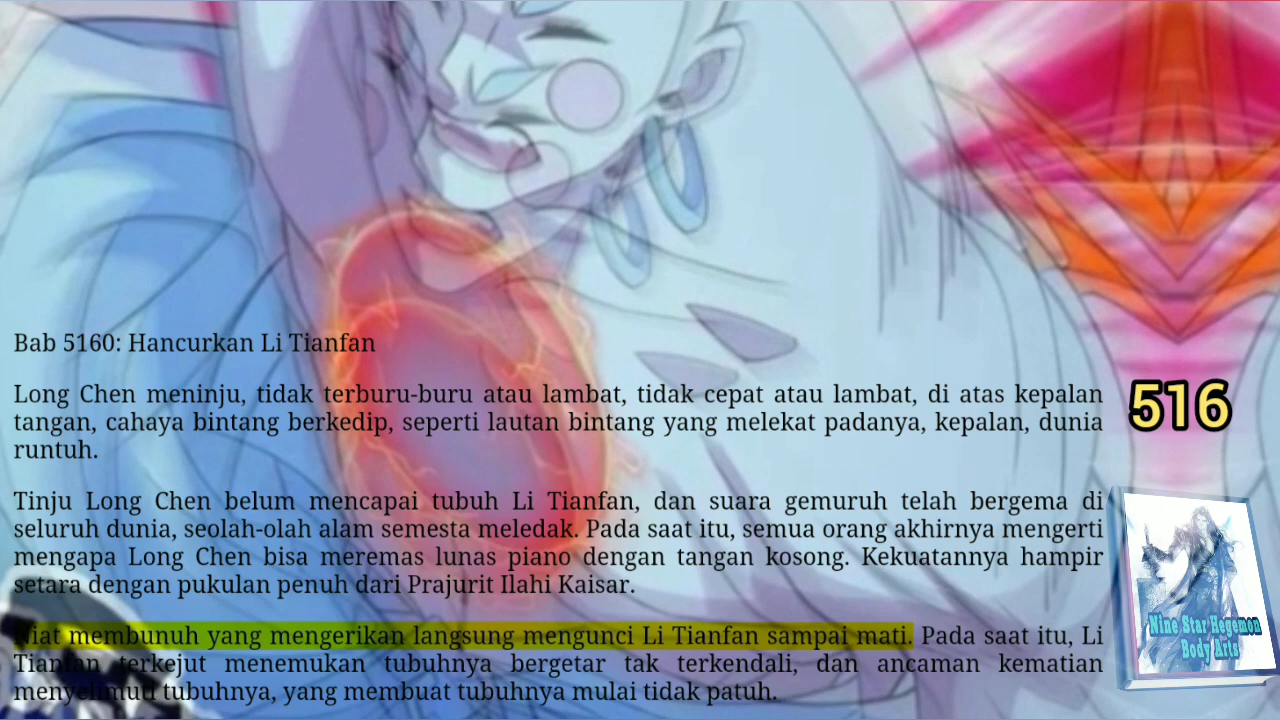 Bab 5160: Hancurkan Li Tianfan
Long Chen meninju, tidak terburu-buru atau lambat, tidak cepat atau lambat, di atas kepalan
tangan, cahaya bintang berkedip, seperti lautan bintang yang melekat padanya, kepalan, dunia
runtuh.
Tinju Long Chen belum mencapai tubuh Li Tianfan, dan suara gemuruh telah bergema di
seluruh dunia, seolah-olah alam semesta meledak. Pada saat itu, semua orang akhirnya mengerti
mengapa Long Chen bisa meremas lunas piano dengan tangan kosong. Kekuatannya hampir
setara dengan pukulan penuh dari Prajurit Ilahi Kaisar.
Niat membunuh yang mengerikan langsung mengunci Li Tianfan sampai mati. Pada saat itu, Li
Tianfan terkejut menemukan tubuhnya bergetar tak terkendali, dan ancaman kematian
menyelimuti tubuhnya, yang membuat tubuhnya mulai tidak patuh.
516
Nine Star Hegemon
Body Arts